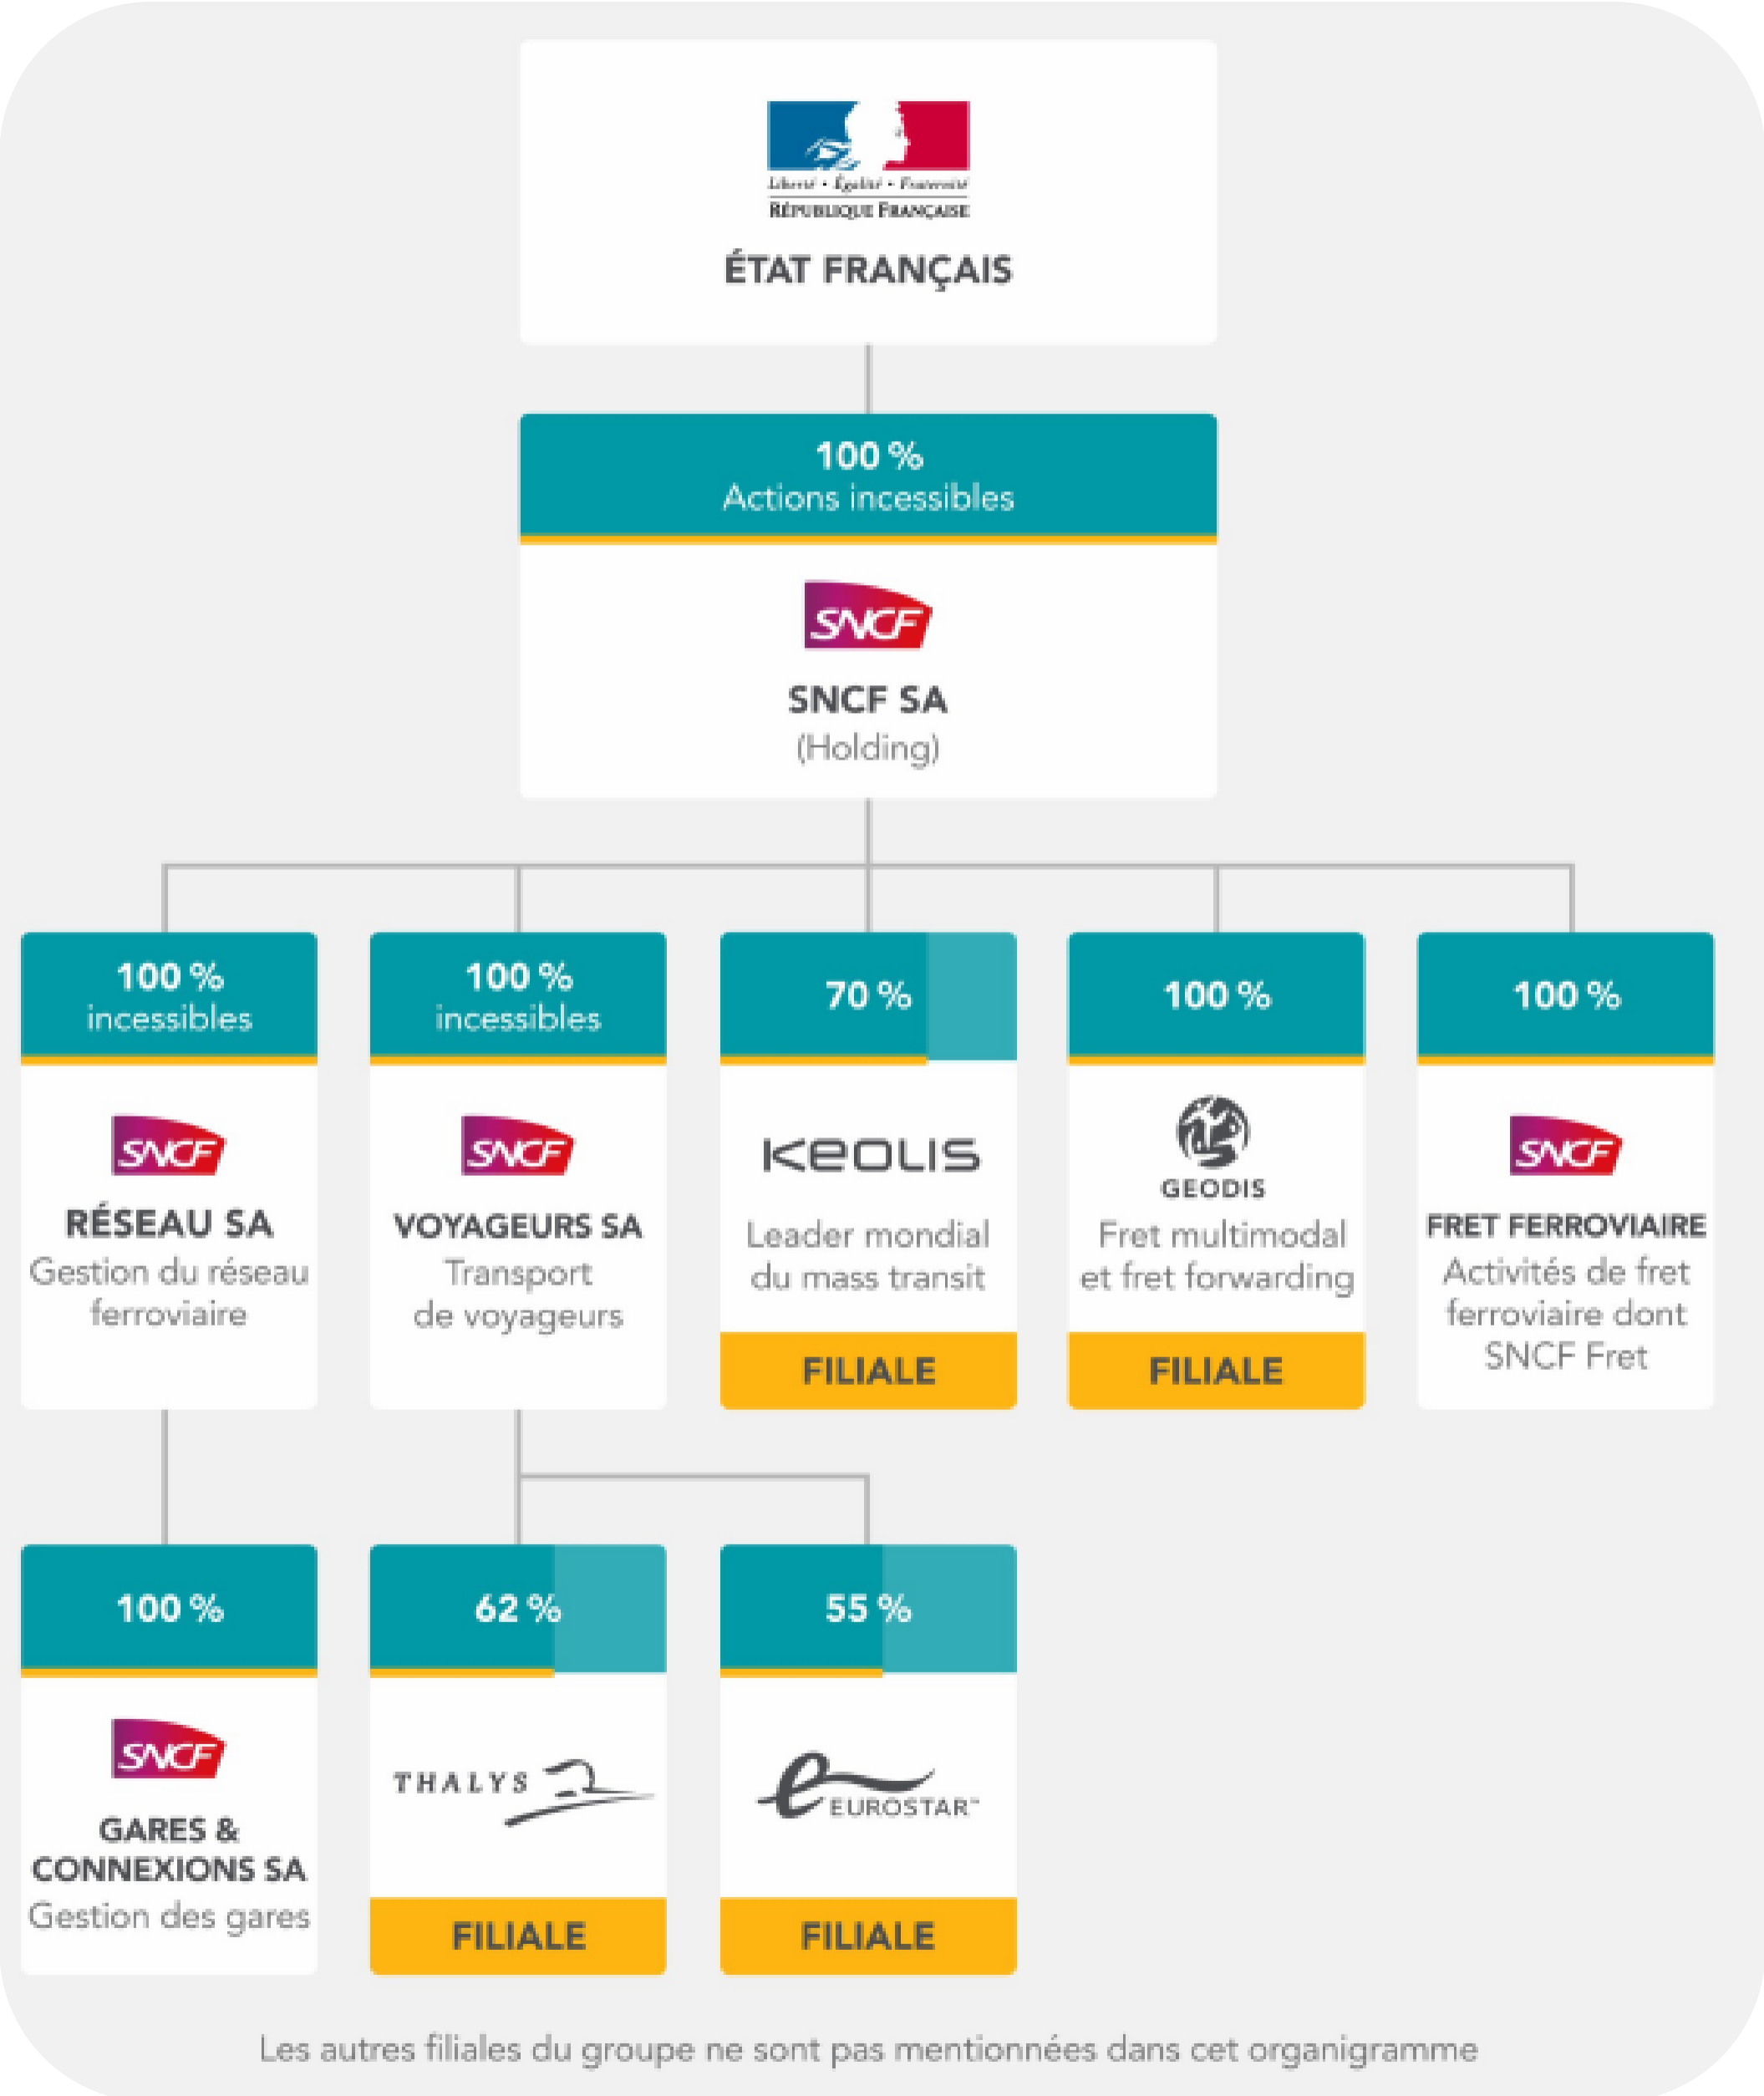 Liberté • Égalité • Fraternité
RÉPUBLIQUE FRANÇAISE
ÉTAT FRANÇAIS
100 %
Actions incessibles
SNCF
SNCF SA
(Holding)
100 %
incessibles
SNCF
RÉSEAU SA
Gestion du réseau
ferroviaire
100 %
incessibles
SNCF
VOYAGEURS SA
Transport
de voyageurs
70 %
KEOLIS
Leader mondial
du mass transit
FILIALE
100 %
GEODIS
Fret multimodal
et fret forwarding
FILIALE
100 %
SNCF
FRET FERROVIAIRE
Activités de fret
ferroviaire dont
SNCF Fret
100 %
SNCF
GARES &
CONNEXIONS SA
Gestion des gares
62 %
THALYS
FILIALE
55 %
e
EUROSTAR™
FILIALE
Les autres filiales du groupe ne sont pas mentionnées dans cet organigramme